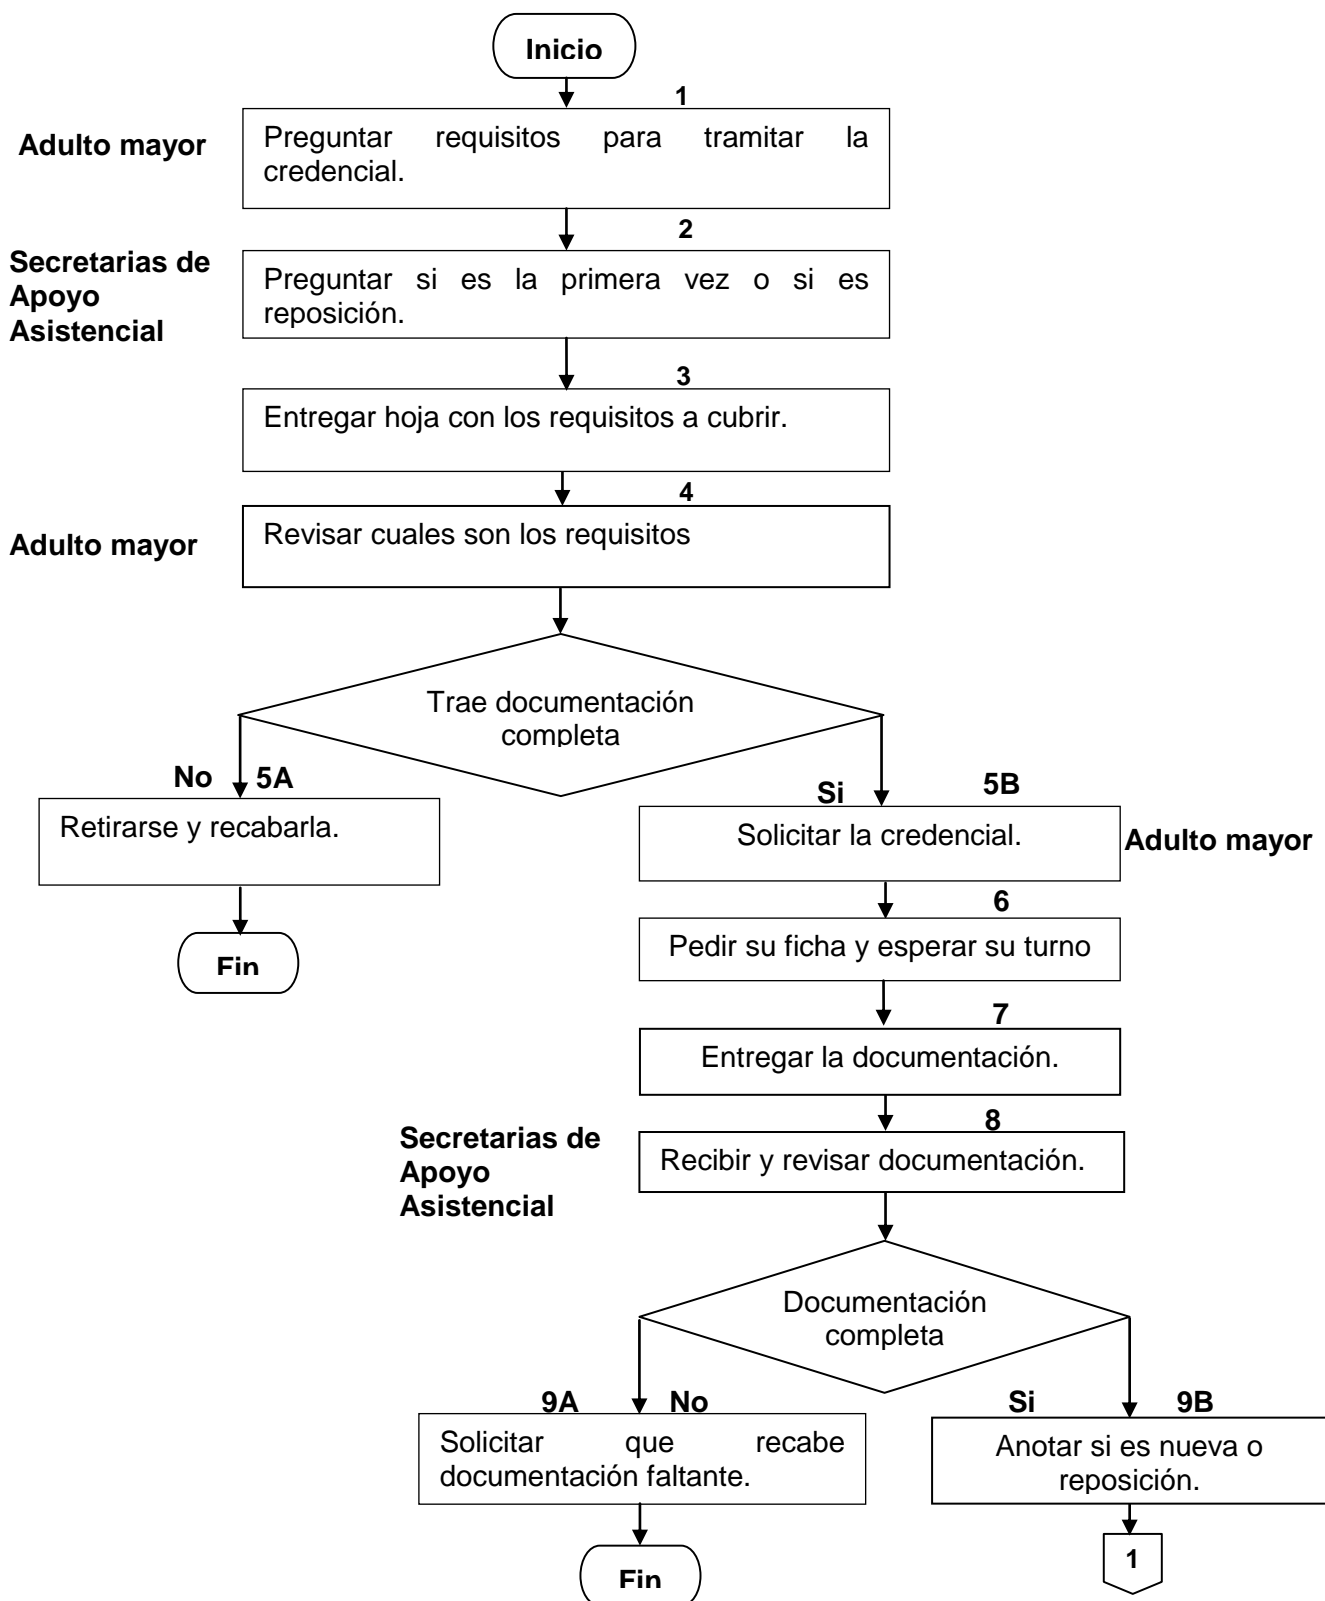 Inicio
1
Adulto mayor
Preguntar requisitos para tramitar la
credencial.
2
Secretarias de
Apoyo
Asistencial
Preguntar si es la primera vez o si es
reposición.
3
Entregar hoja con los requisitos a cubrir.
4
Adulto mayor
Revisar cuales son los requisitos
Trae documentación
completa
No 5A
Retirarse y recabarla.
Fin
Si 5B
Solicitar la credencial.
Adulto mayor
6
Pedir su ficha y esperar su turno
7
Entregar la documentación.
8
Secretarias de
Apoyo
Asistencial
Recibir y revisar documentación.
Documentación
completa
9A No
Solicitar que recabe
documentación faltante.
Fin
Si 9B
Anotar si es nueva o
reposición.
1